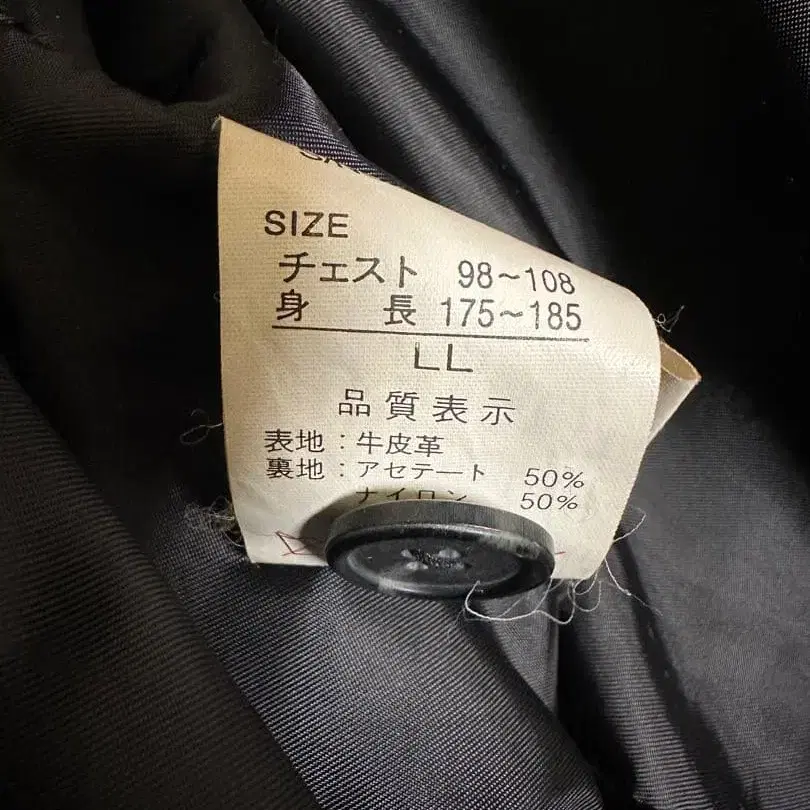 SIZE
チェスト 98~108
身長 175~185
LL
品質表示
表地:牛皮革
裏地:アセテート 50%
ナイロン 50%